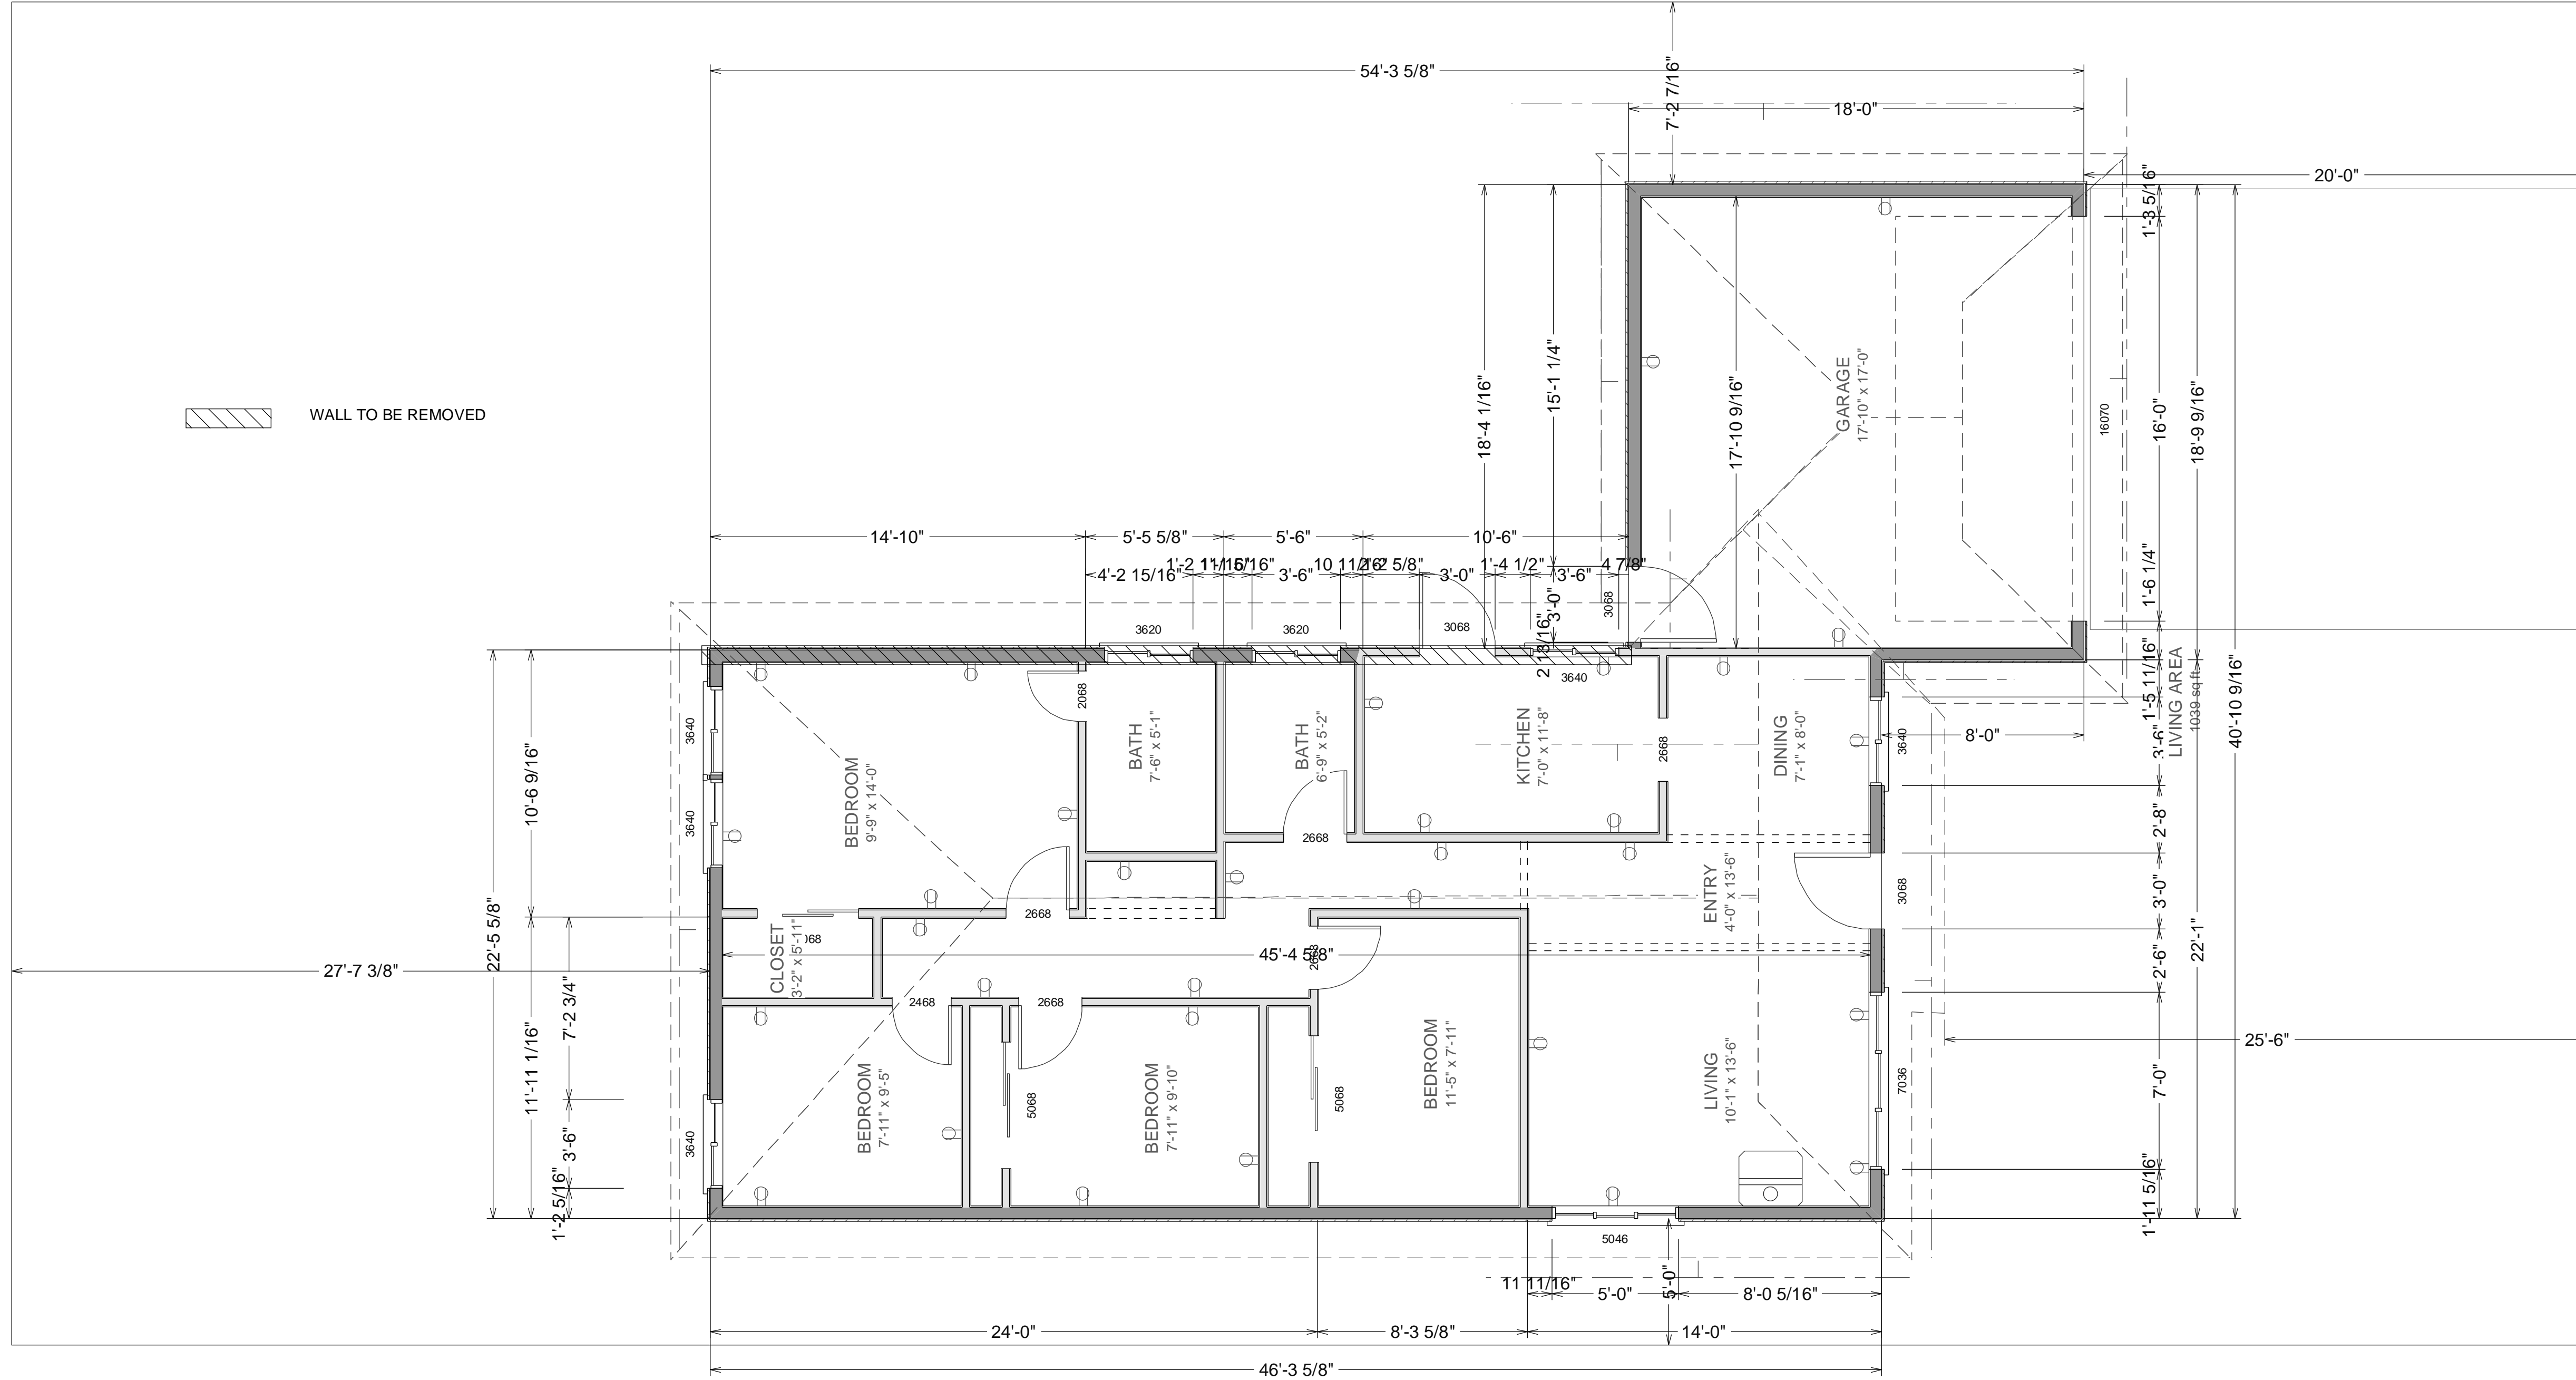 54'-3 5/8"
18'-0"
7'-2 7/16"
20'-0"
1'-3 5/16"
WALL TO BE REMOVED
18'-4 1/16"
15'-1 1/4"
17'-10 9/16"
GARAGE
17'-10" x 17'-0"
16070
16'-0"
18'-9 9/16"
14'-10"
5'-5 5/8"
5'-6"
10'-6"
4'-2 15/16"
3'-6"
3'-0"
1'-4 1/2"
3'-6"
4 7/8"
3'-0"
3068
2 13/16"
1'-6 1/4"
3620
3620
3068
3640
1'-5 11/16"
LIVING AREA
1039 sq ft
40'-10 9/16"
8'-0"
3'-6"
3640
3640
3640
2068
BATH
7'-6" x 5'-1"
BATH
6'-9" x 5'-2"
KITCHEN
7'-0" x 11'-8"
2668
DINING
7'-1" x 8'-0"
BEDROOM
9'-9" x 14'-0"
10'-6 9/16"
2'-8"
2668
22'-5 5/8"
2668
ENTRY
4'-0" x 13'-6"
3068
3'-0"
22'-1"
CLOSET
3'-2" x 5'-11"
45'-4 5/8"
27'-7 3/8"
2'-6"
2468
2668
11'-11 1/16"
7'-2 3/4"
25'-6"
BEDROOM
7'-11" x 9'-5"
5068
BEDROOM
7'-11" x 9'-10"
5068
BEDROOM
11'-5" x 7'-11"
LIVING
10'-1" x 13'-6"
7036
7'-0"
3640
3'-6"
1'-2 5/16"
1'-11 5/16"
5046
11 11/16"
5'-0"
5'-0"
8'-0 5/16"
24'-0"
8'-3 5/8"
14'-0"
46'-3 5/8"